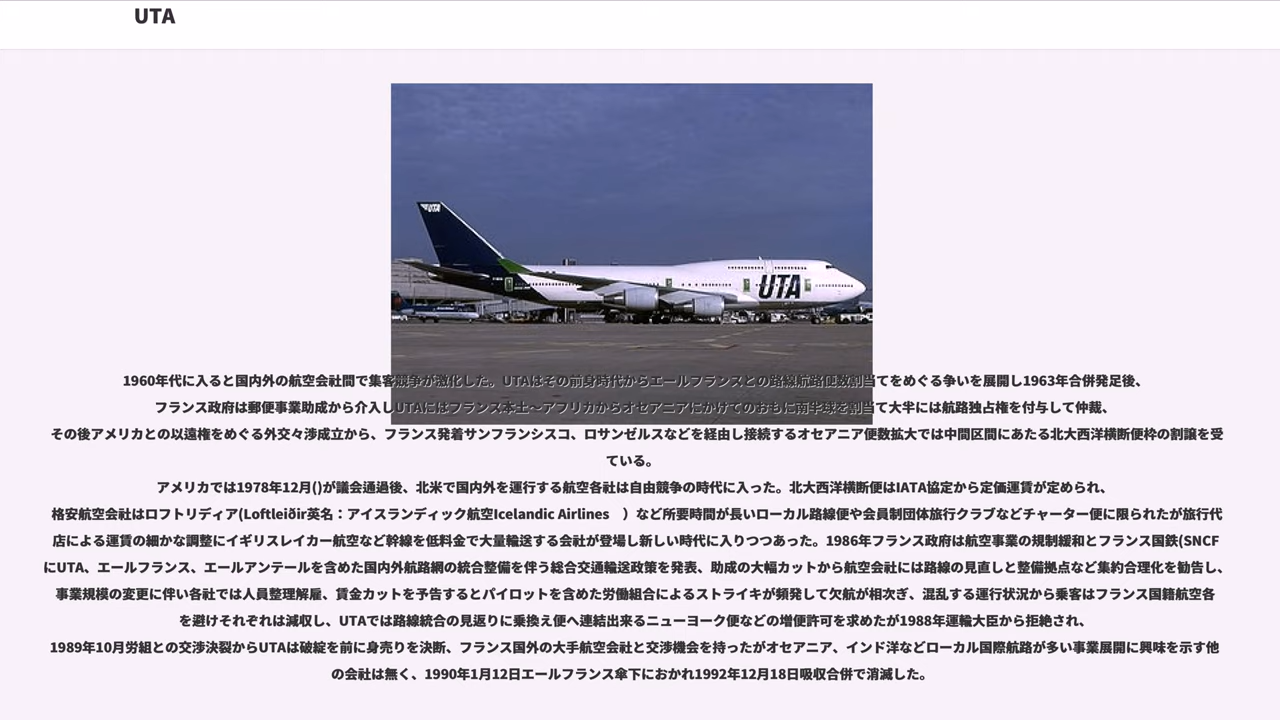 UTA
UTA
UTA
1960年代に入ると国内外の航空会社間で集客競争が激化した。UTAはその前身時代からエールフランスとの路線航路便数割当てをめぐる争いを展開し1963年合併発足後、
フランス政府は郵便事業助成から介入しUTAにはフランス本土〜アフリカからオセアニアにかけてのおもに南半球を割当て大半には航路独占権を付与して仲裁、
その後アメリカとの以遠権をめぐる外交々渉成立から、フランス発着サンフランシスコ、ロサンゼルスなどを経由し接続するオセアニア便数拡大では中間区間にあたる北大西洋横断便枠の割譲を受
ている。
アメリカでは1978年12月()が議会通過後、北米で国内外を運行する航空各社は自由競争の時代に入った。北大西洋横断便はIATA協定から定価運賃が定められ、
格安航空会社はロフトリディア(Loftleiðir英名：アイスランディック航空Icelandic Airlines　）など所要時間が長いローカル路線便や会員制団体旅行クラブなどチャーター便に限られたが旅行代
店による運賃の細かな調整にイギリスレイカー航空など幹線を低料金で大量輸送する会社が登場し新しい時代に入りつつあった。1986年フランス政府は航空事業の規制緩和とフランス国鉄(SNCF
にUTA、エールフランス、エールアンテールを含めた国内外航路網の統合整備を伴う総合交通輸送政策を発表、助成の大幅カットから航空会社には路線の見直しと整備拠点など集約合理化を勧告し、
事業規模の変更に伴い各社では人員整理解雇、賃金カットを予告するとパイロットを含めた労働組合によるストライキが頻発して欠航が相次ぎ、混乱する運行状況から乗客はフランス国籍航空各
を避けそれぞれは減収し、UTAでは路線統合の見返りに乗換え便へ連結出来るニューヨーク便などの増便許可を求めたが1988年運輸大臣から拒絶され、
1989年10月労組との交渉決裂からUTAは破綻を前に身売りを決断、フランス国外の大手航空会社と交渉機会を持ったがオセアニア、インド洋などローカル国際航路が多い事業展開に興味を示す他
の会社は無く、1990年1月12日エールフランス傘下におかれ1992年12月18日吸収合併で消滅した。